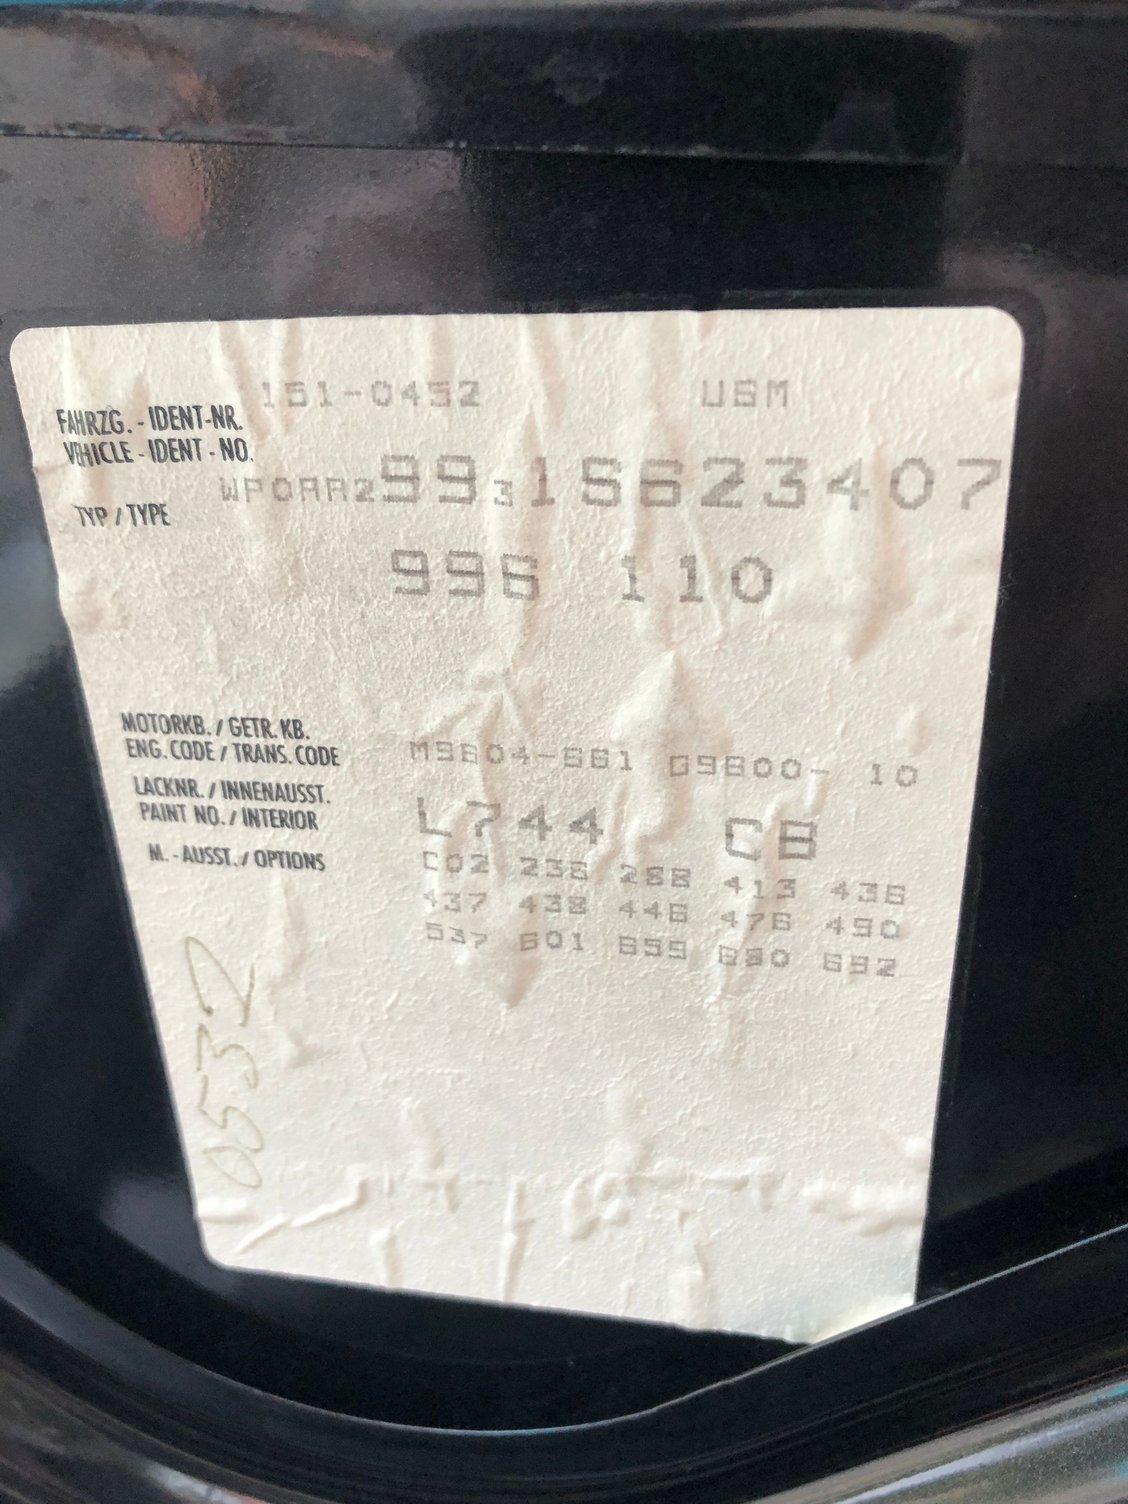 151-0452 USM
FAHRZG. - IDENT-NR.
VEHICLE - IDENT - NO.
WP0AA29931S623407
TYP / TYPE
996 110
MOTORKB. / GETR. KB.
ENG. CODE / TRANS. CODE
M9604-661 G9600- 10
LACKNR. / INNENAUSST.
PAINT NO. / INTERIOR
L744 CB
M. - AUSST. / OPTIONS
C02 236 288 413 436
437 438 446 476 490
537 601 659 680 692
0532